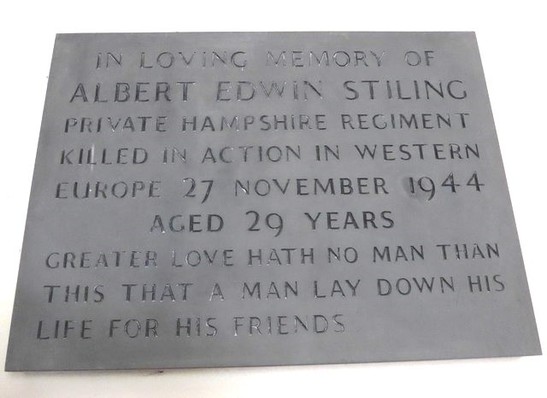 IN LOVING MEMORY OF
ALBERT EDWIN STILING
PRIVATE HAMPSHIRE REGIMENT
KILLED IN ACTION IN WESTERN
EUROPE 27 NOVEMBER 1944
AGED 29 YEARS
GREATER LOVE HATH NO MAN THAN
THIS THAT A MAN LAY DOWN HIS
LIFE FOR HIS FRIENDS